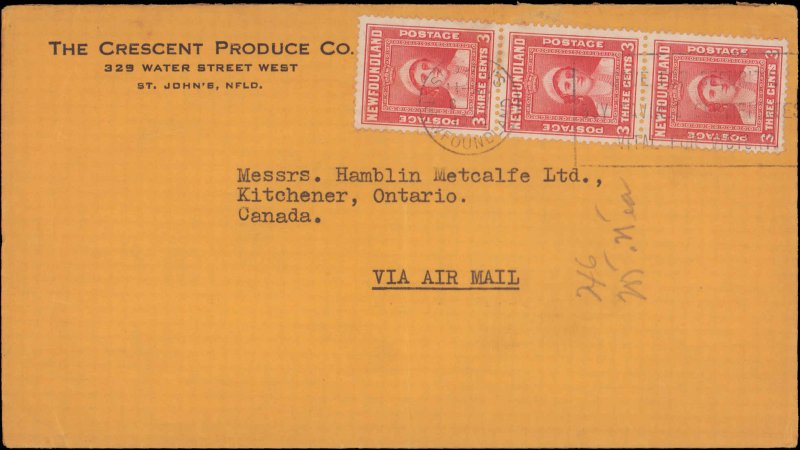 THE CRESCENT PRODUCE CO.
329 WATER STREET WEST
ST. JOHN'S, NFLD.
POSTAGE
NEWFOUNDLAND
3 THREE CENTS 3
POSTAGE
POSTAGE
NEWFOUNDLAND
3 THREE CENTS 3
POSTAGE
POSTAGE
NEWFOUNDLAND
3 THREE CENTS 3
POSTAGE
Messrs. Hamblin Metcalfe Ltd.,
Kitchener, Ontario.
Canada.
VIA AIR MAIL